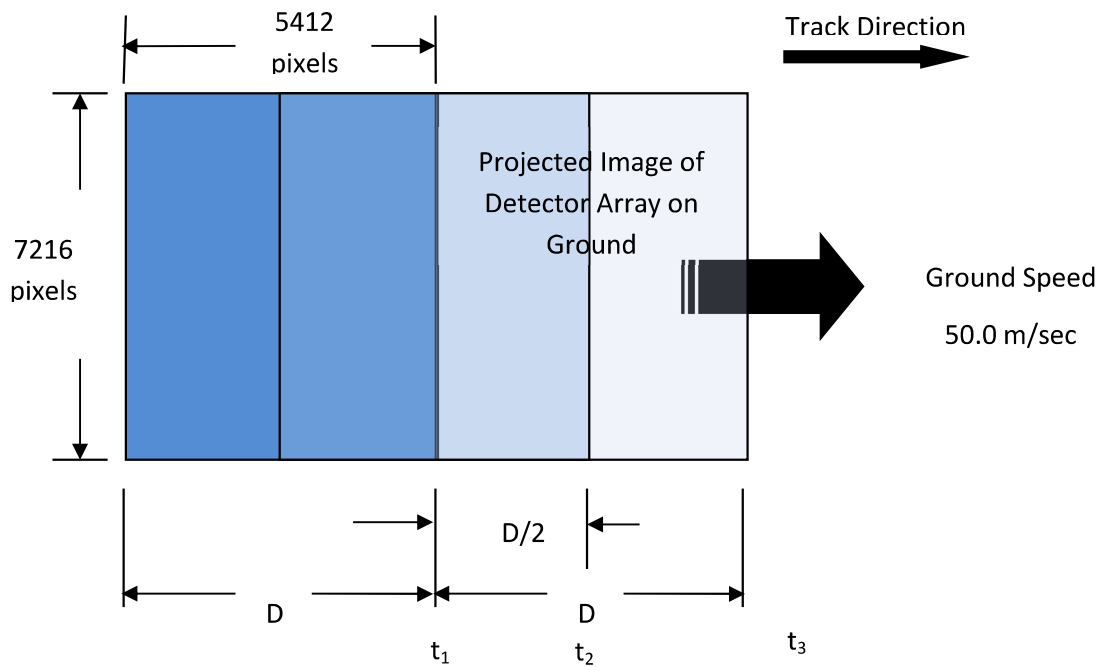 5412
pixels
Track Direction
Projected Image of
Detector Array on
Ground
7216
pixels
Ground Speed
50.0 m/sec
D/2
D
D
t₁
t₂
t₃